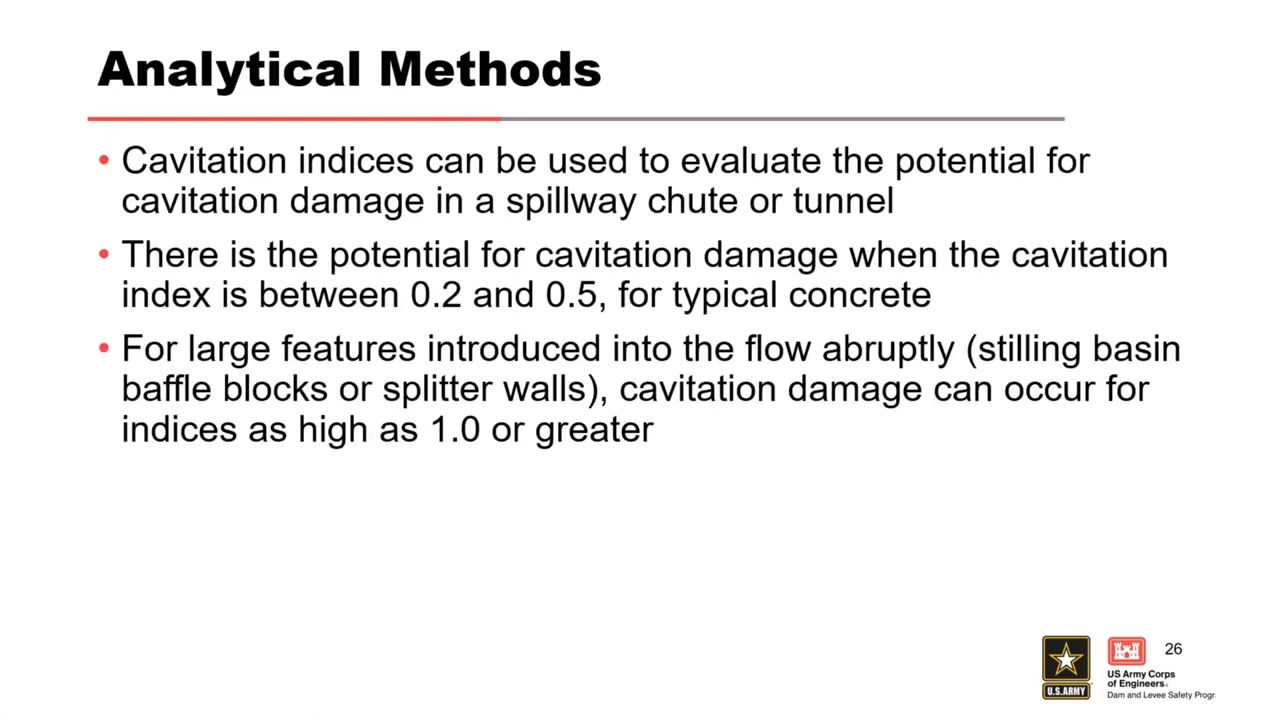 Analytical Methods
• Cavitation indices can be used to evaluate the potential for
cavitation damage in a spillway chute or tunnel
• There is the potential for cavitation damage when the cavitation
index is between 0.2 and 0.5, for typical concrete
• For large features introduced into the flow abruptly (stilling basin
baffle blocks or splitter walls), cavitation damage can occur for
indices as high as 1.0 or greater
26
U.S.ARMY
US Army Corps
of Engineers®
Dam and Levee Safety Progr